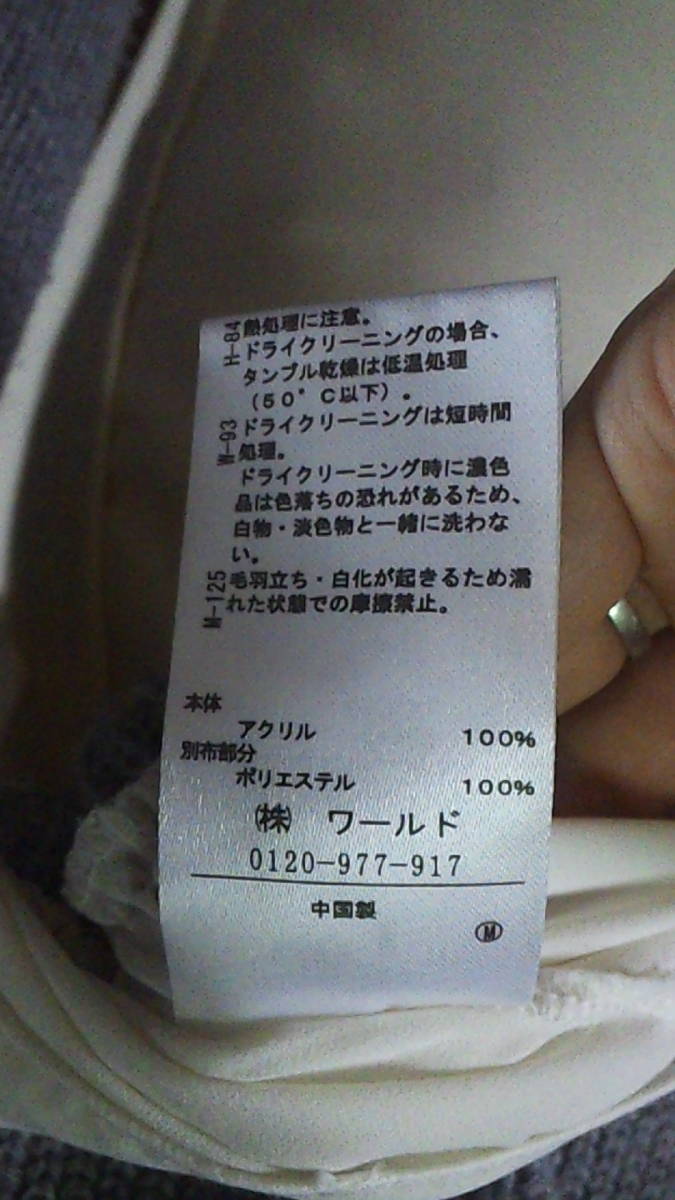 H-84 熱処理に注意。
ドライクリーニングの場合、
タンブル乾燥は低温処理
(50°C以下)。
W-93 ドライクリーニングは短時間
処理。
ドライクリーニング時に濃色
品は色落ちの恐れがあるため、
白物・淡色物と一緒に洗わな
い。
M-125 毛羽立ち・白化が起きるため濡
れた状態での摩擦禁止。
本体
アクリル 100%
別布部分
ポリエステル 100%
㈱ ワールド
0120-977-917
中国製
Ⓜ